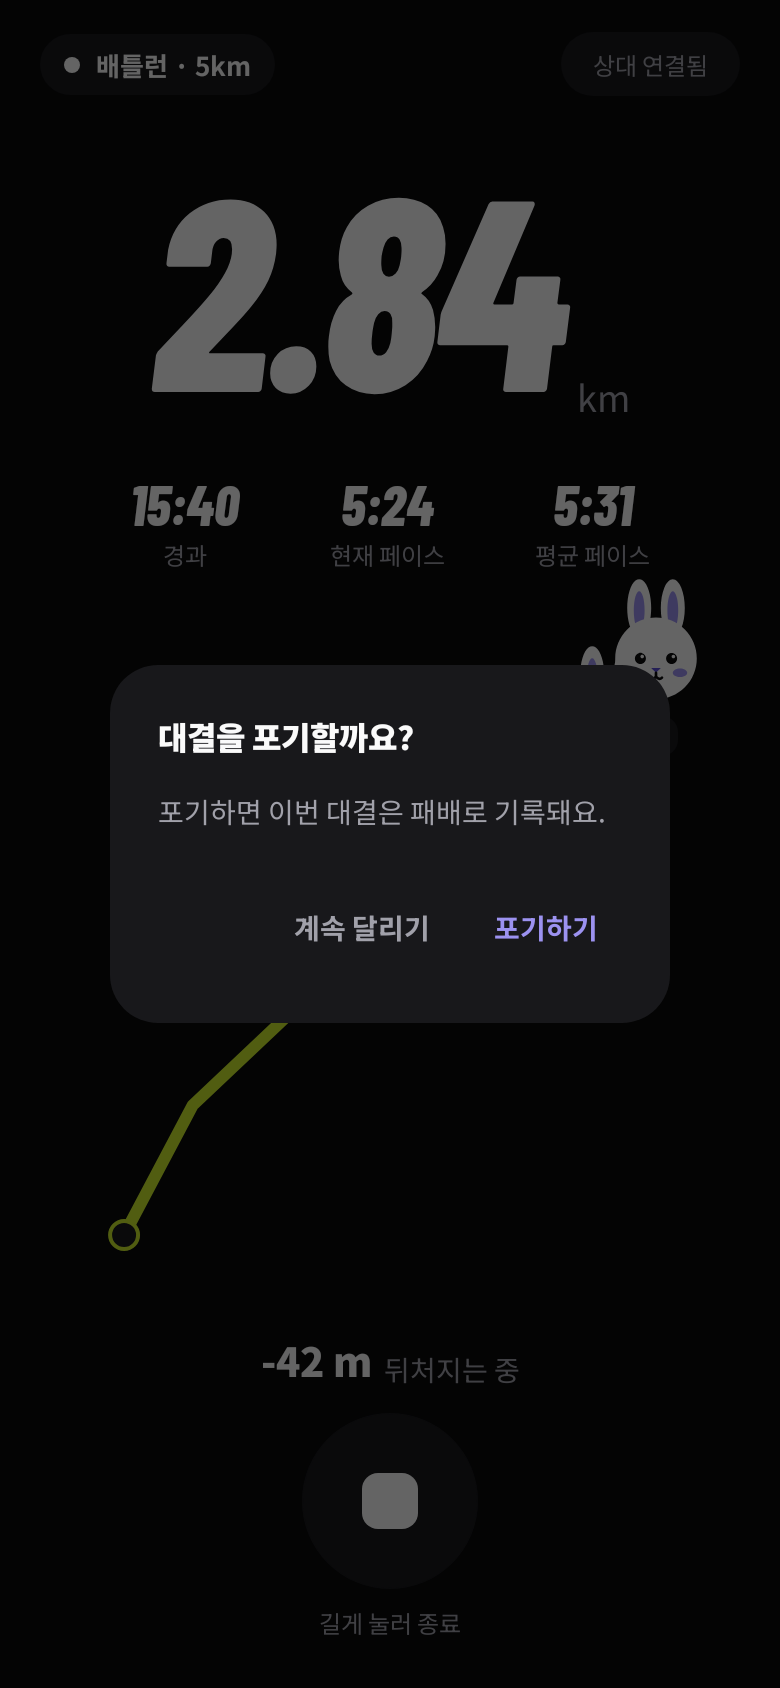 배틀런 · 5km
상대 연결됨
2.84 km
15:40 5:24 5:31
경과 현재 페이스 평균 페이스
대결을 포기할까요?
포기하면 이번 대결은 패배로 기록돼요.
계속 달리기 포기하기
-42 m 뒤처지는 중
길게 눌러 종료